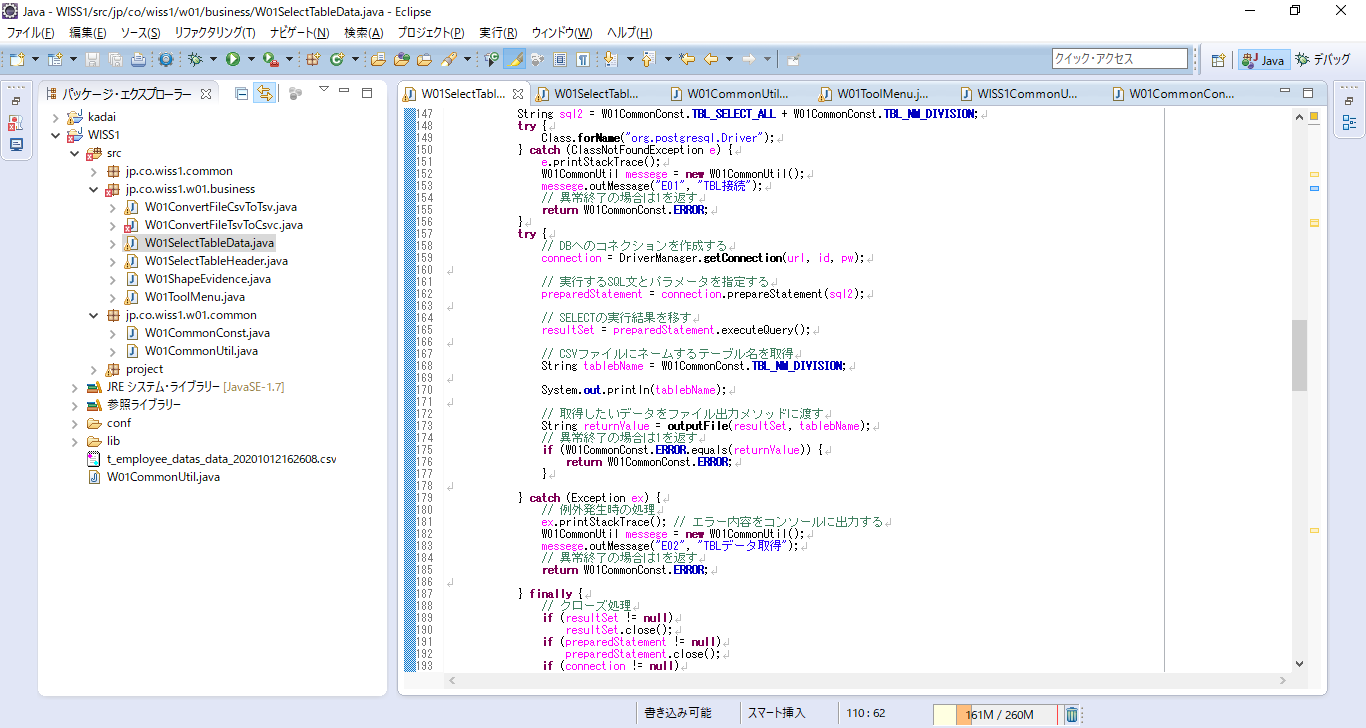 Java - WISS1/src/jp/co/wiss1/w01/business/W01SelectTableData.java - Eclipse
ファイル(F) 編集(E) ソース(S) リファクタリング(T) ナビゲート(N) 検索(A) プロジェクト(P) 実行(R) ウィンドウ(W) ヘルプ(H)
クイック・アクセス
Java
デバッグ
パッケージ・エクスプローラー
kadai
WISS1
src
jp.co.wiss1.common
jp.co.wiss1.w01.business
W01ConvertFileCsvToTsv.java
W01ConvertFileTsvToCsvc.java
W01SelectTableData.java
W01SelectTableHeader.java
W01ShapeEvidence.java
W01ToolMenu.java
jp.co.wiss1.w01.common
W01CommonConst.java
W01CommonUtil.java
project
JRE システム・ライブラリー [JavaSE-1.7]
参照ライブラリー
conf
lib
t_employee_datas_data_20201012162608.csv
W01CommonUtil.java
W01SelectTabl... W01SelectTabl... W01CommonUtil... W01ToolMenu.j... WISS1CommonU... W01CommonCon...
147 String sql2 = W01CommonConst.TBL_SELECT_ALL + W01CommonConst.TBL_NM_DIVISION;
148 try {
149 Class.forName("org.postgresql.Driver");
150 } catch (ClassNotFoundException e) {
151 e.printStackTrace();
152 W01CommonUtil messege = new W01CommonUtil();
153 messege.outMessage("E01", "TBL接続");
154 // 異常終了の場合は1を返す
155 return W01CommonConst.ERROR;
156 }
157 try {
158 // DBへのコネクションを作成する
159 connection = DriverManager.getConnection(url, id, pw);
160
161 // 実行するSQL文とパラメータを指定する
162 preparedStatement = connection.prepareStatement(sql2);
163
164 // SELECTの実行結果を移す
165 resultSet = preparedStatement.executeQuery();
166
167 // CSVファイルにネームするテーブル名を取得
168 String tablebName = W01CommonConst.TBL_NM_DIVISION;
169
170 System.out.println(tablebName);
171
172 // 取得したいデータをファイル出力メソッドに渡す
173 String returnValue = outputFile(resultSet, tablebName);
174 // 異常終了の場合は1を返す
175 if (W01CommonConst.ERROR.equals(returnValue)) {
176 return W01CommonConst.ERROR;
177 }
178
179 } catch (Exception ex) {
180 // 例外発生時の処理
181 ex.printStackTrace(); // エラー内容をコンソールに出力する
182 W01CommonUtil messege = new W01CommonUtil();
183 messege.outMessage("E02", "TBLデータ取得");
184 // 異常終了の場合は1を返す
185 return W01CommonConst.ERROR;
186
187 } finally {
188 // クローズ処理
189 if (resultSet != null)
190 resultSet.close();
191 if (preparedStatement != null)
192 preparedStatement.close();
193 if (connection != null)
書き込み可能 スマート挿入 110 : 62 161M / 260M